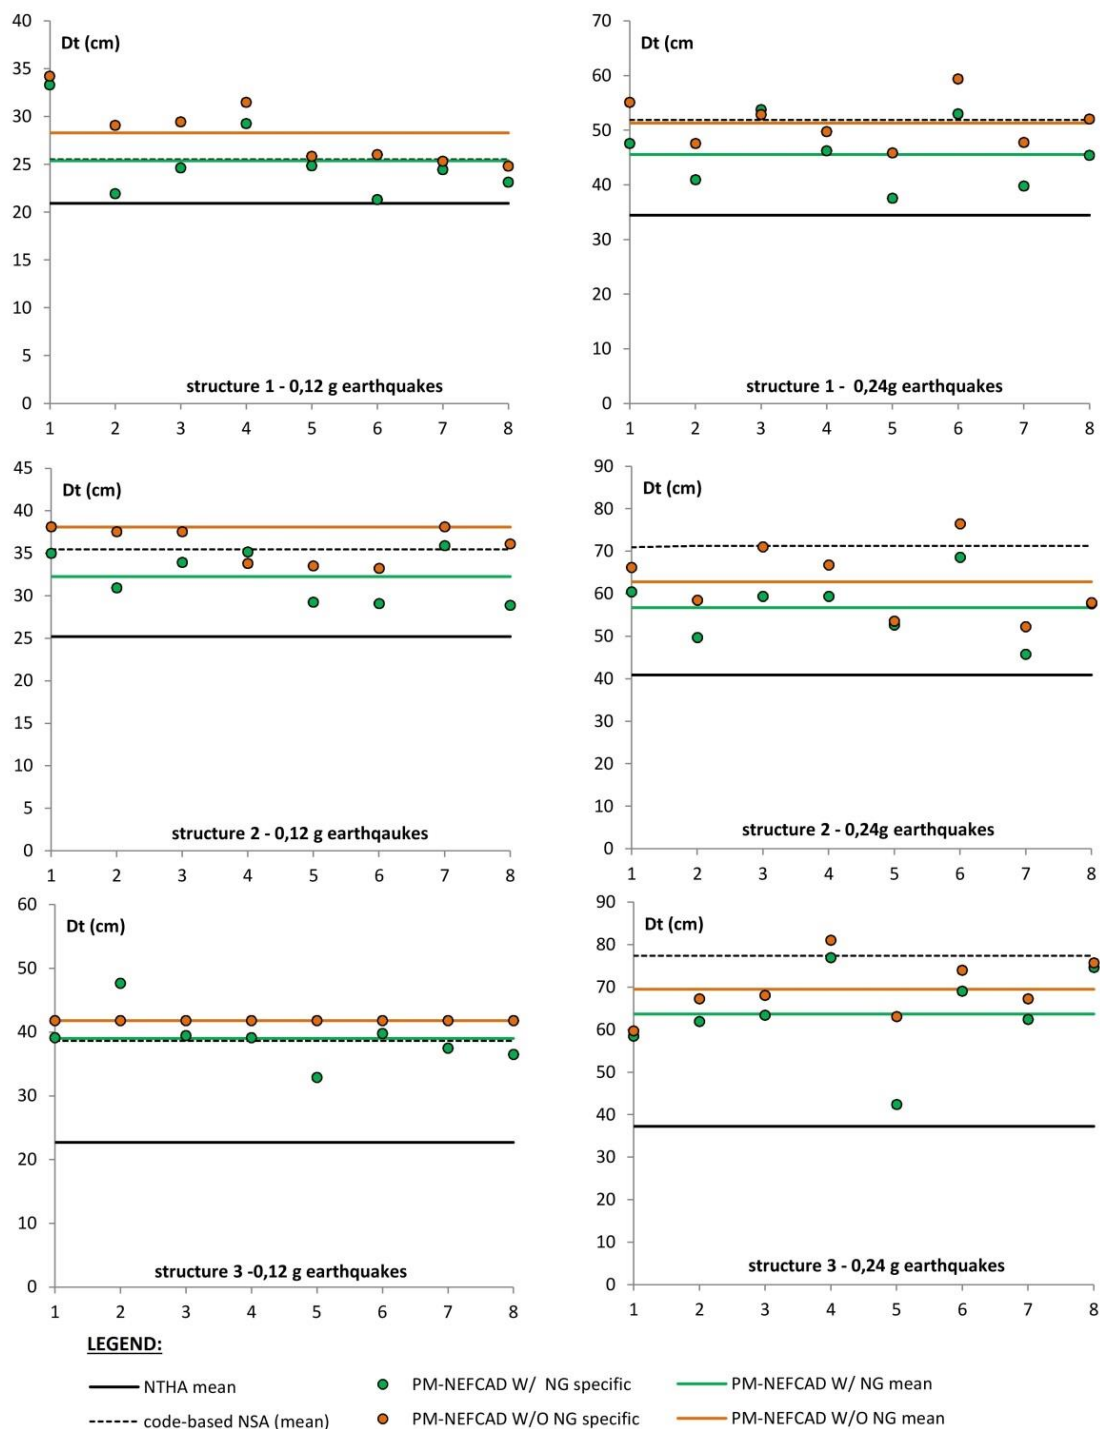 Dt (cm)
40
35
30
25
20
15
10
5
0
structure 1 - 0,12 g earthquakes
1 2 3 4 5 6 7 8
Dt (cm
70
60
50
40
30
20
10
0
structure 1 - 0,24g earthquakes
1 2 3 4 5 6 7 8
Dt (cm)
45
40
35
30
25
20
15
10
5
0
structure 2 - 0,12 g earthqaukes
1 2 3 4 5 6 7 8
Dt (cm)
90
80
70
60
50
40
30
20
10
0
structure 2 - 0,24g earthquakes
1 2 3 4 5 6 7 8
Dt (cm)
60
50
40
30
20
10
0
structure 3 -0,12 g earthquakes
1 2 3 4 5 6 7 8
Dt (cm)
90
80
70
60
50
40
30
20
10
0
structure 3 - 0,24 g earthquakes
1 2 3 4 5 6 7 8
LEGEND:
NTHA mean
PM-NEFCAD W/ NG specific
PM-NEFCAD W/ NG mean
code-based NSA (mean)
PM-NEFCAD W/O NG specific
PM-NEFCAD W/O NG mean